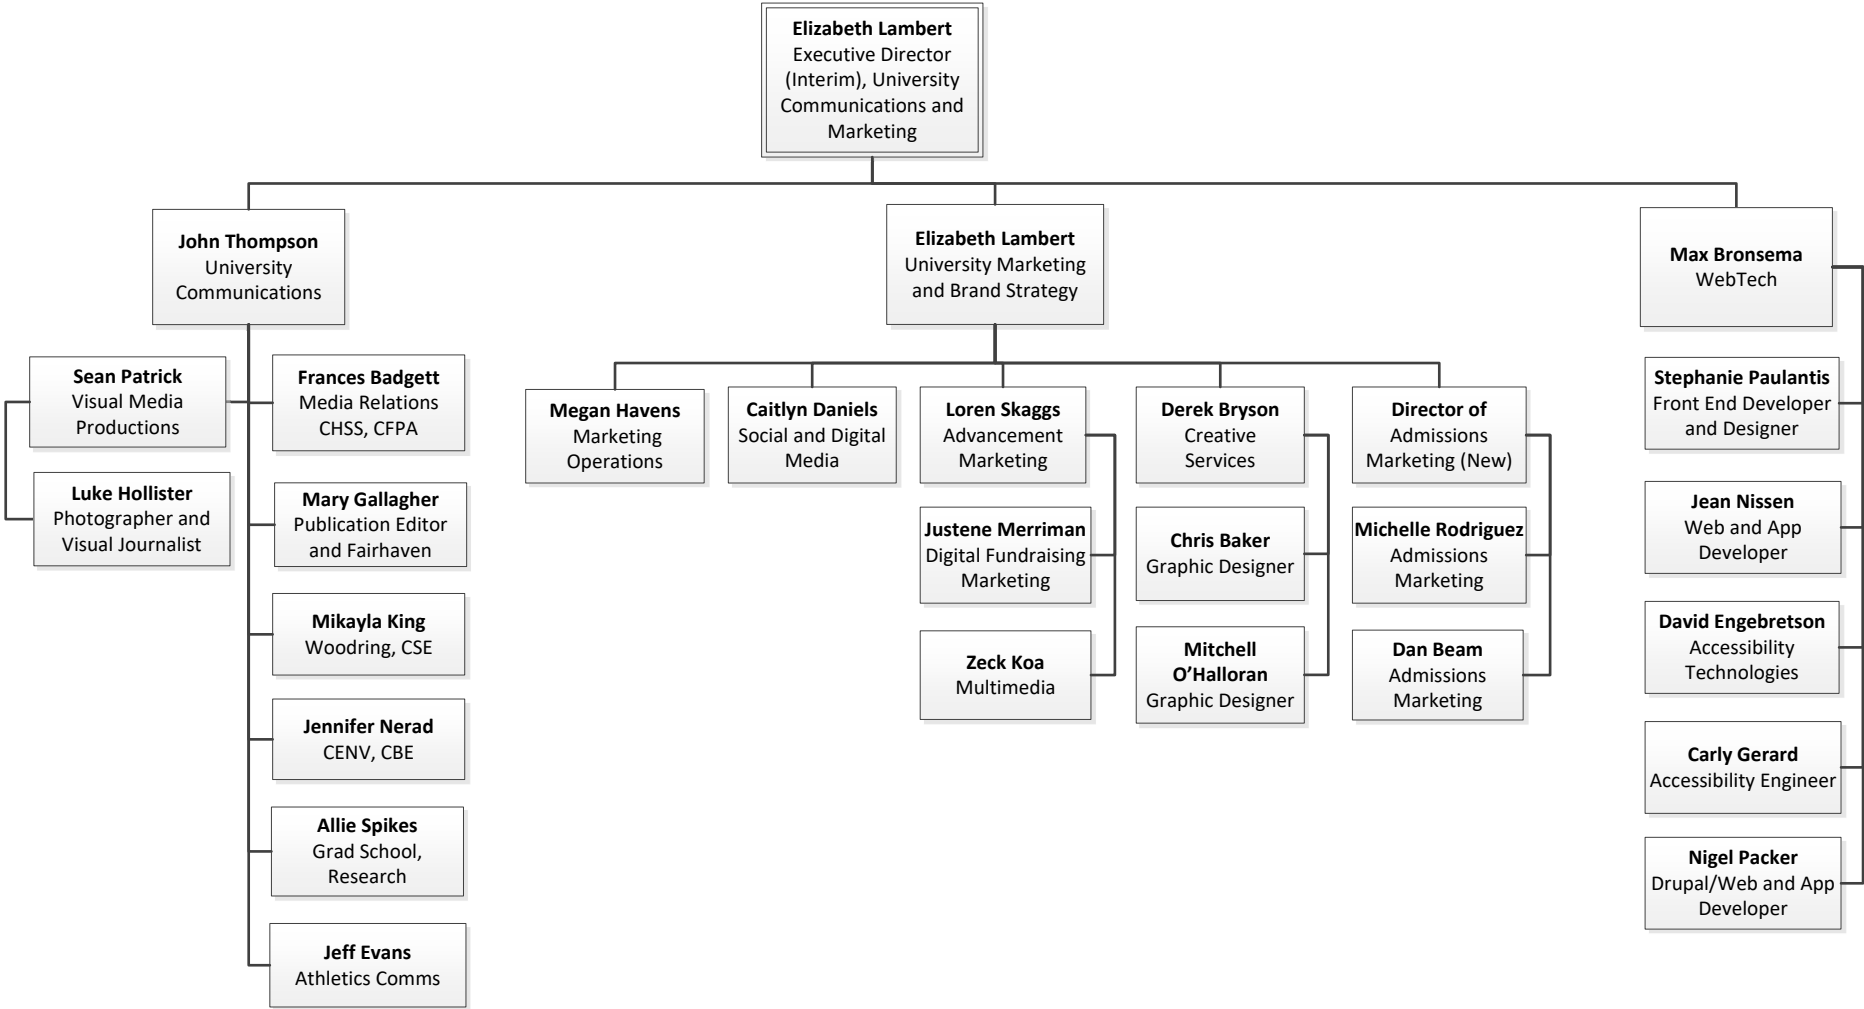 Elizabeth Lambert
Executive Director
(Interim), University
Communications and
Marketing
John Thompson
University
Communications
Elizabeth Lambert
University Marketing
and Brand Strategy
Max Bronsema
WebTech
Sean Patrick
Visual Media
Productions
Luke Hollister
Photographer and
Visual Journalist
Frances Badgett
Media Relations
CHSS, CFPA
Mary Gallagher
Publication Editor
and Fairhaven
Mikayla King
Woodring, CSE
Jennifer Nerad
CENV, CBE
Allie Spikes
Grad School,
Research
Jeff Evans
Athletics Comms
Megan Havens
Marketing
Operations
Caitlyn Daniels
Social and Digital
Media
Loren Skaggs
Advancement
Marketing
Justene Merriman
Digital Fundraising
Marketing
Zeck Koa
Multimedia
Derek Bryson
Creative
Services
Chris Baker
Graphic Designer
Mitchell
O’Halloran
Graphic Designer
Director of
Admissions
Marketing (New)
Michelle Rodriguez
Admissions
Marketing
Dan Beam
Admissions
Marketing
Stephanie Paulantis
Front End Developer
and Designer
Jean Nissen
Web and App
Developer
David Engebretson
Accessibility
Technologies
Carly Gerard
Accessibility Engineer
Nigel Packer
Drupal/Web and App
Developer